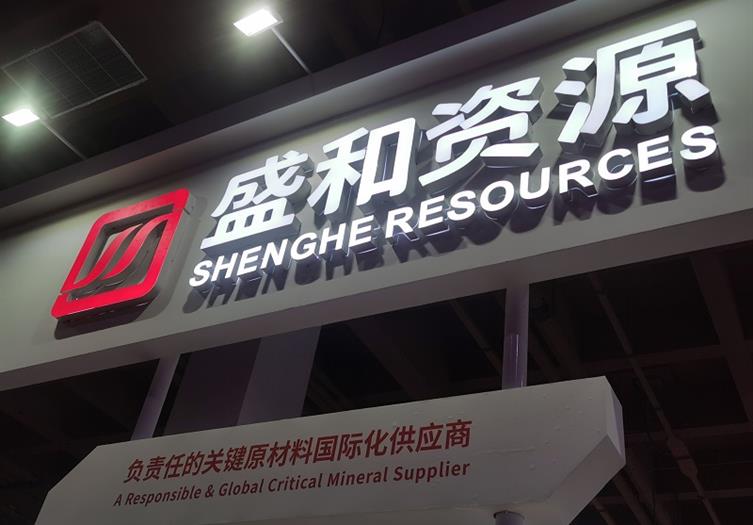 盛和资源
SHENGHE RESOURCES
负责任的关键原材料国际化供应商
A Responsible & Global Critical Mineral Supplier